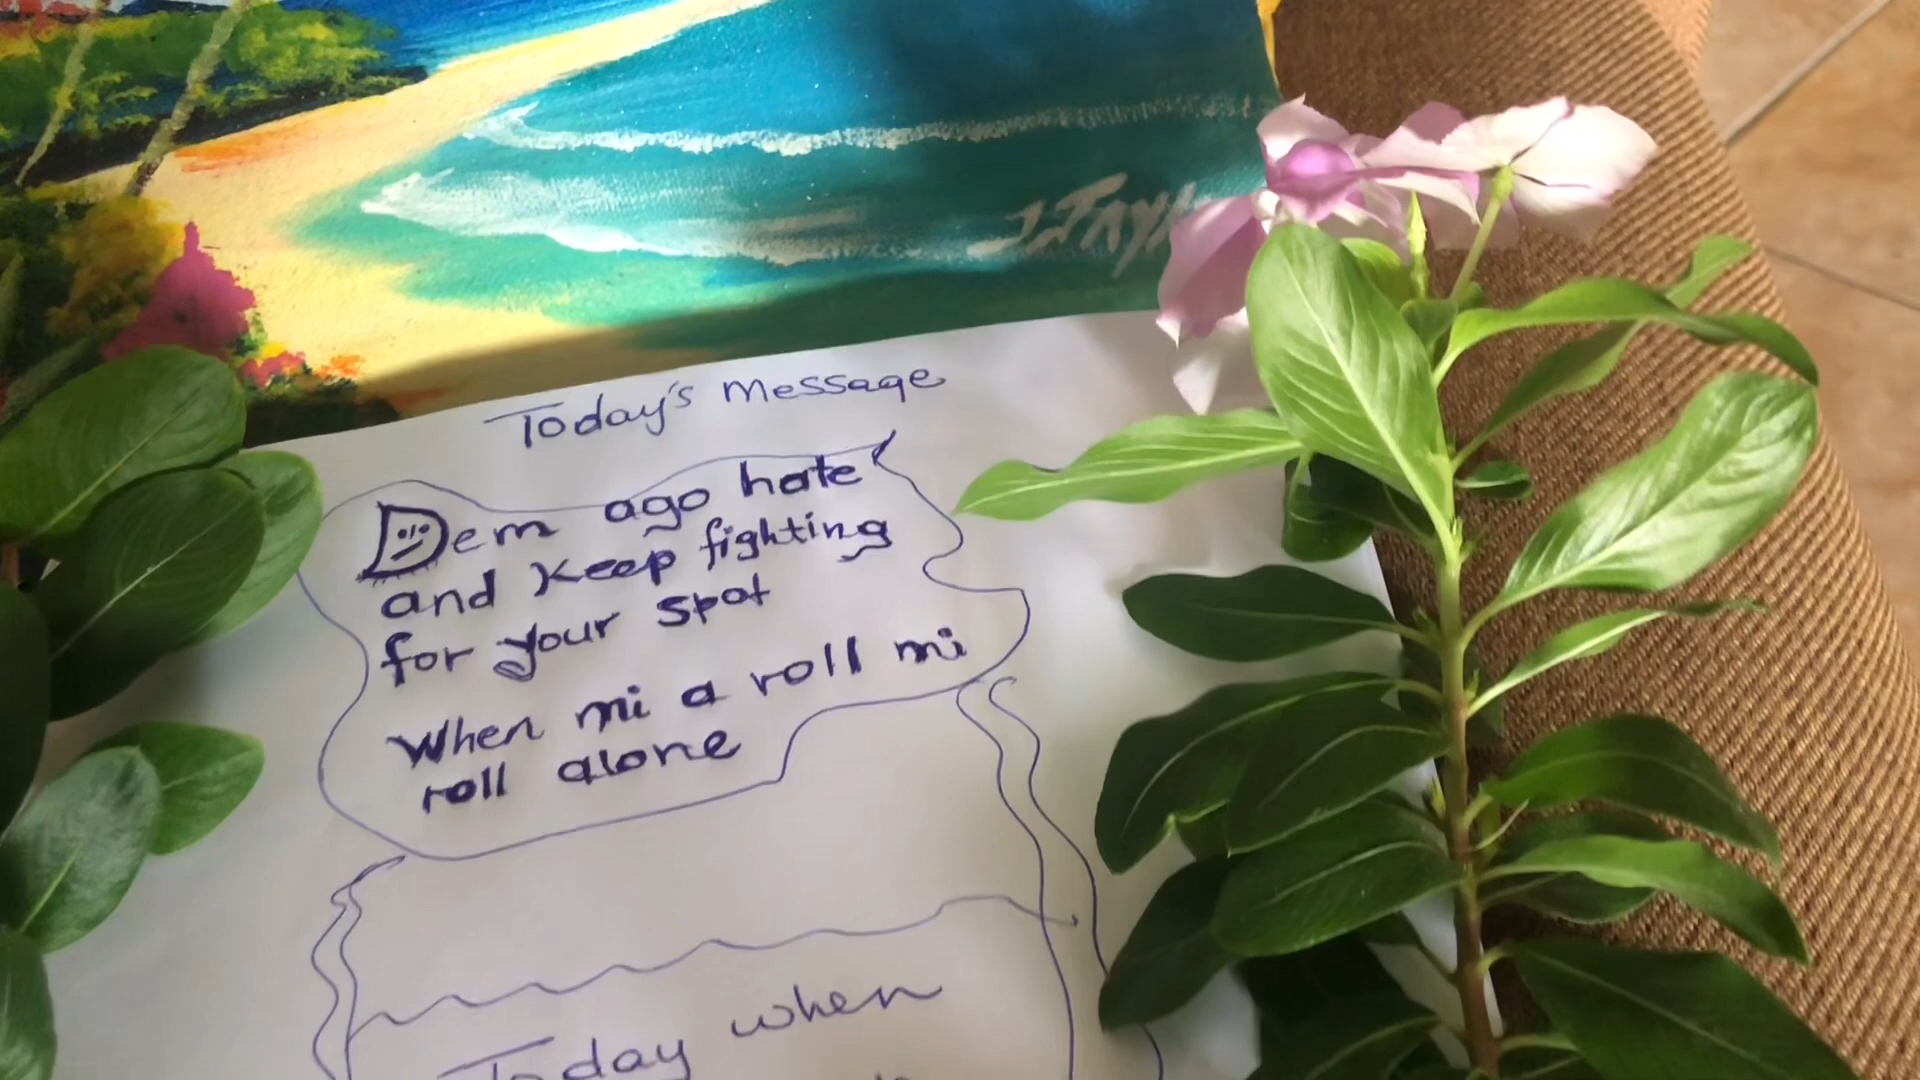 Today's Message
Dem ago hate
and keep fighting
for your spot
When mi a roll mi
roll alone
Today when